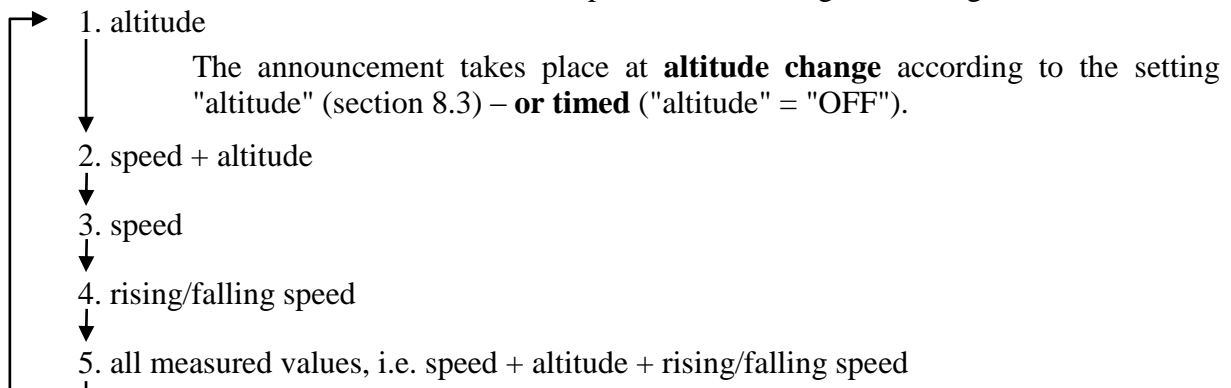 1. altitude
The announcement takes place at altitude change according to the setting
"altitude" (section 8.3) – or timed ("altitude" = "OFF").
2. speed + altitude
3. speed
4. rising/falling speed
5. all measured values, i.e. speed + altitude + rising/falling speed